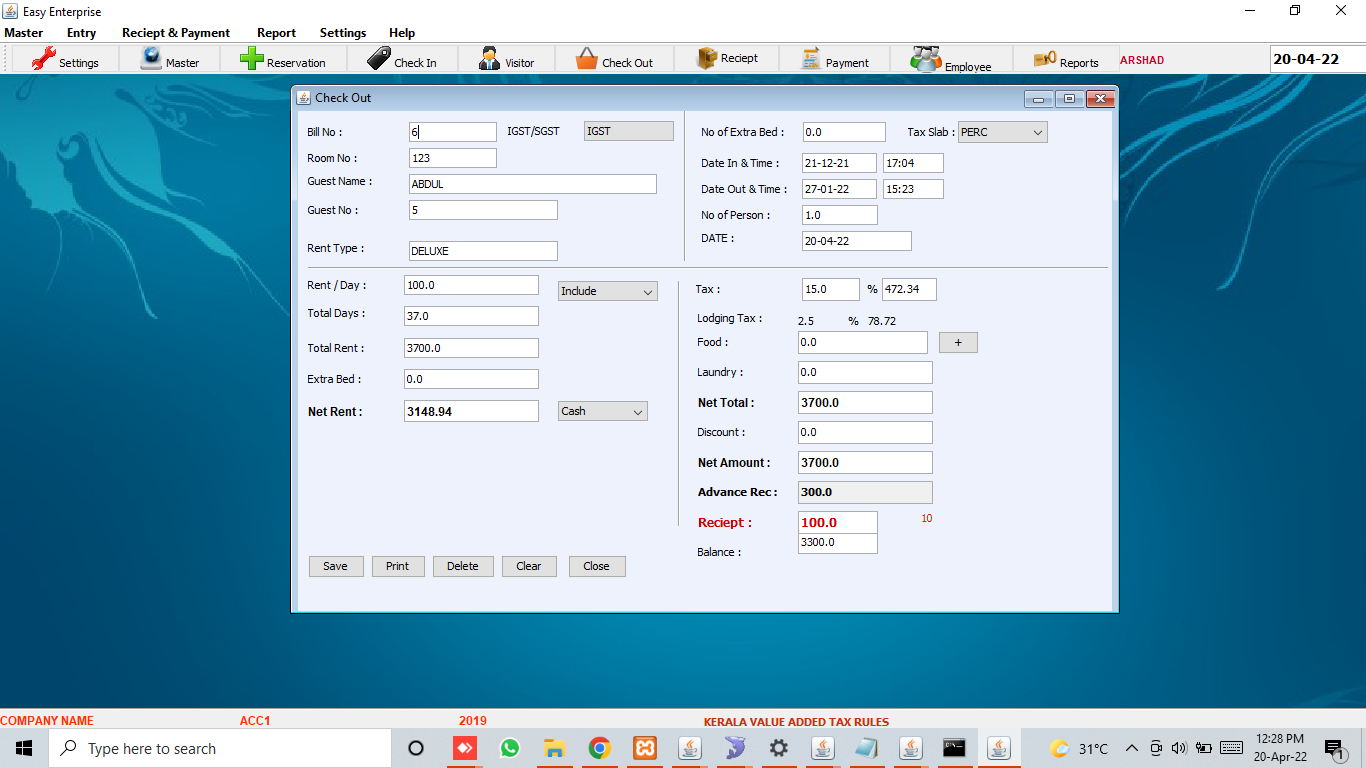 Easy Enterprise
Master Entry Reciept & Payment Report Settings Help
Settings Master Reservation Check In Visitor Check Out Reciept Payment Employee Reports ARSHAD 20-04-22
Check Out
Bill No : 6 IGST/SGST IGST No of Extra Bed : 0.0 Tax Slab : PERC
Room No : 123 Date In & Time : 21-12-21 17:04
Guest Name : ABDUL Date Out & Time : 27-01-22 15:23
Guest No : 5 No of Person : 1.0
Rent Type : DELUXE DATE : 20-04-22
Rent / Day : 100.0 Include Tax : 15.0 % 472.34
Total Days : 37.0 Lodging Tax : 2.5 % 78.72
Total Rent : 3700.0 Food : 0.0 +
Extra Bed : 0.0 Laundry : 0.0
Net Rent : 3148.94 Cash Net Total : 3700.0
Discount : 0.0
Net Amount : 3700.0
Advance Rec : 300.0
Reciept : 100.0 10
Balance : 3300.0
Save Print Delete Clear Close
COMPANY NAME ACC1 2019 KERALA VALUE ADDED TAX RULES
Type here to search 31°C 12:28 PM
20-Apr-22 1